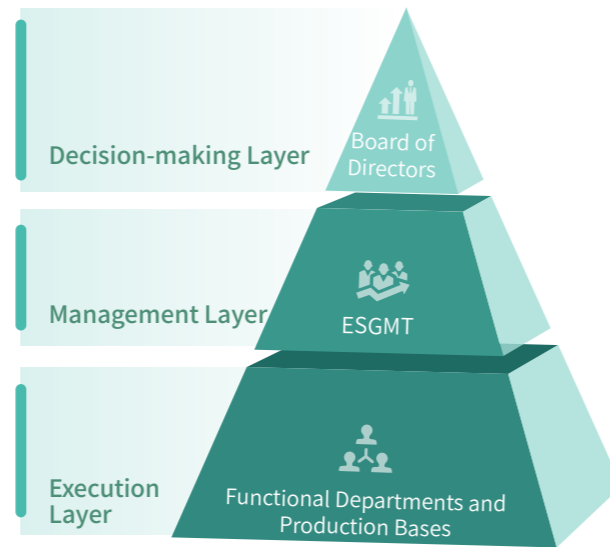 Decision-making Layer
Board of
Directors
Management Layer
ESGMT
Execution
Layer
Functional Departments and
Production Bases